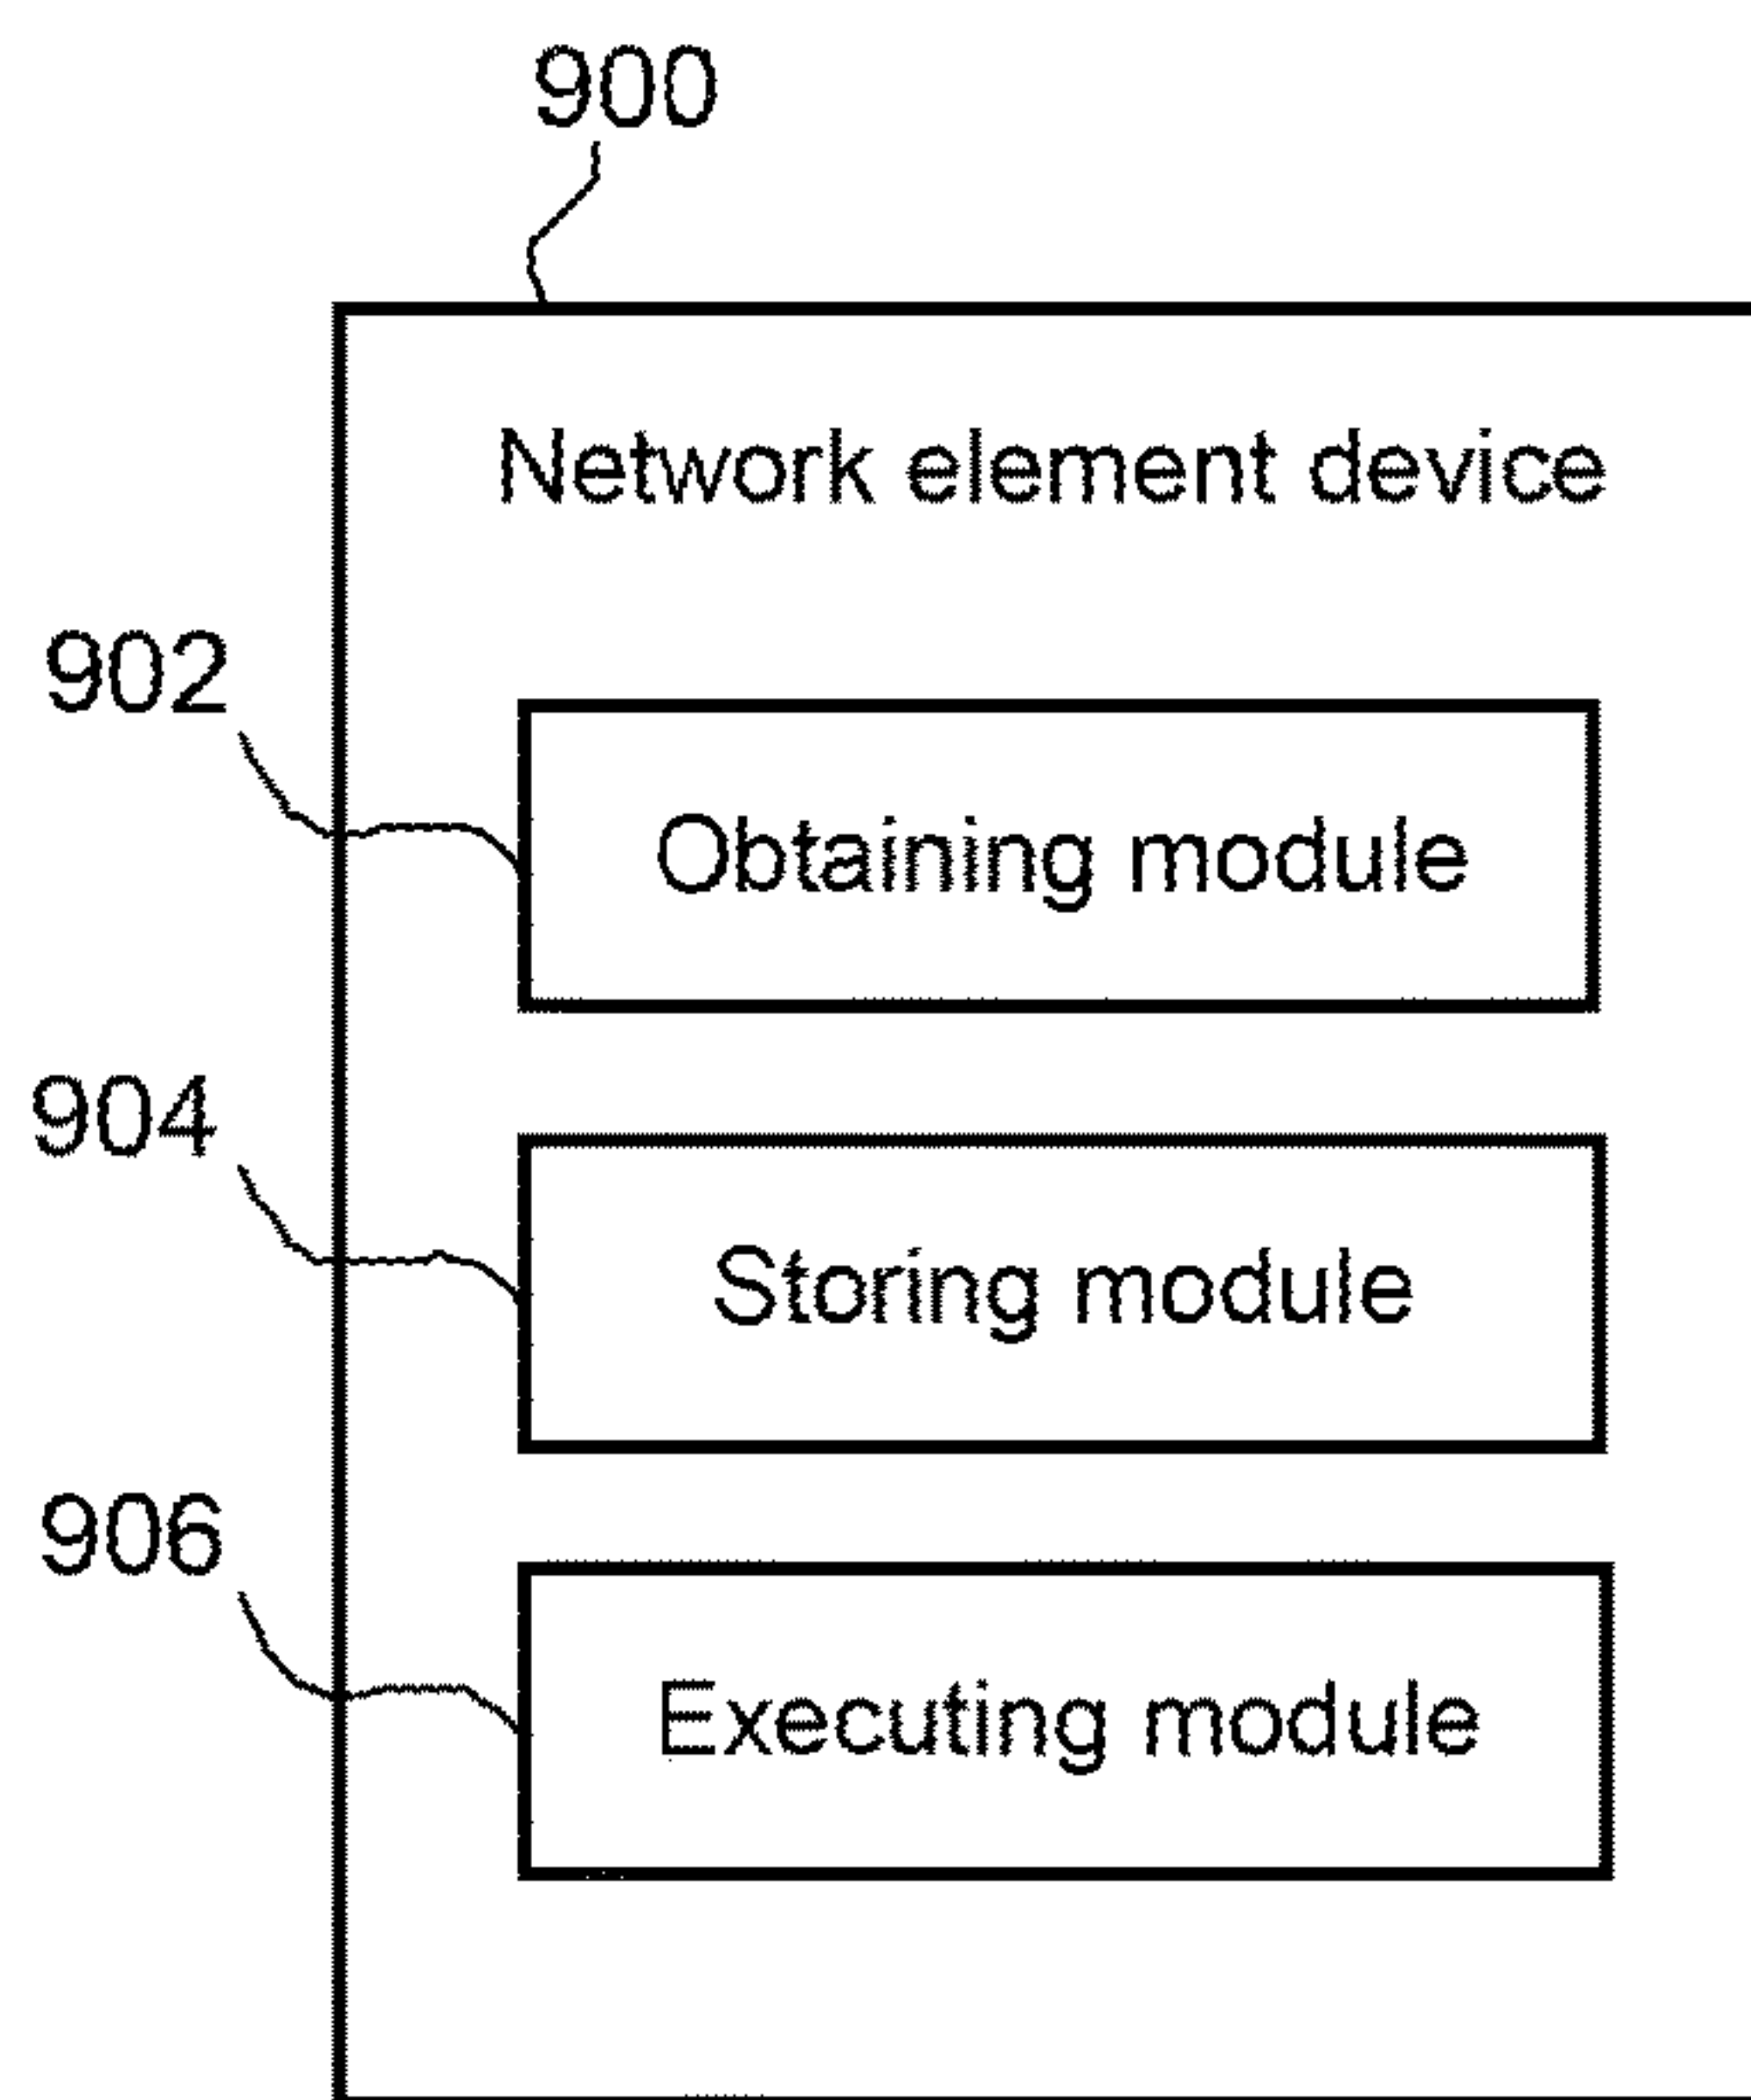 900
Network element device
902
Obtaining module
904
Storing module
906
Executing module